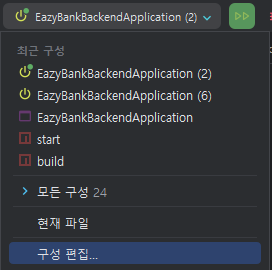 EazyBankBackendApplication (2)
최근 구성
EazyBankBackendApplication (2)
EazyBankBackendApplication (6)
EazyBankBackendApplication
start
build
모든 구성 24
현재 파일
구성 편집...